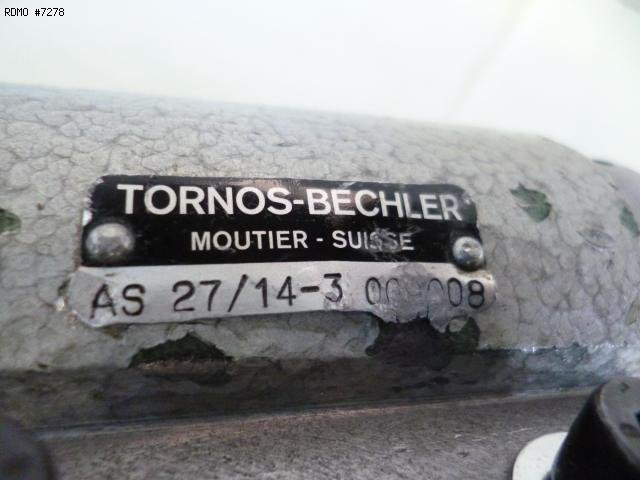 RDMO #7278
TORNOS-BECHLER
MOUTIER - SUISSE
AS 27/14-3